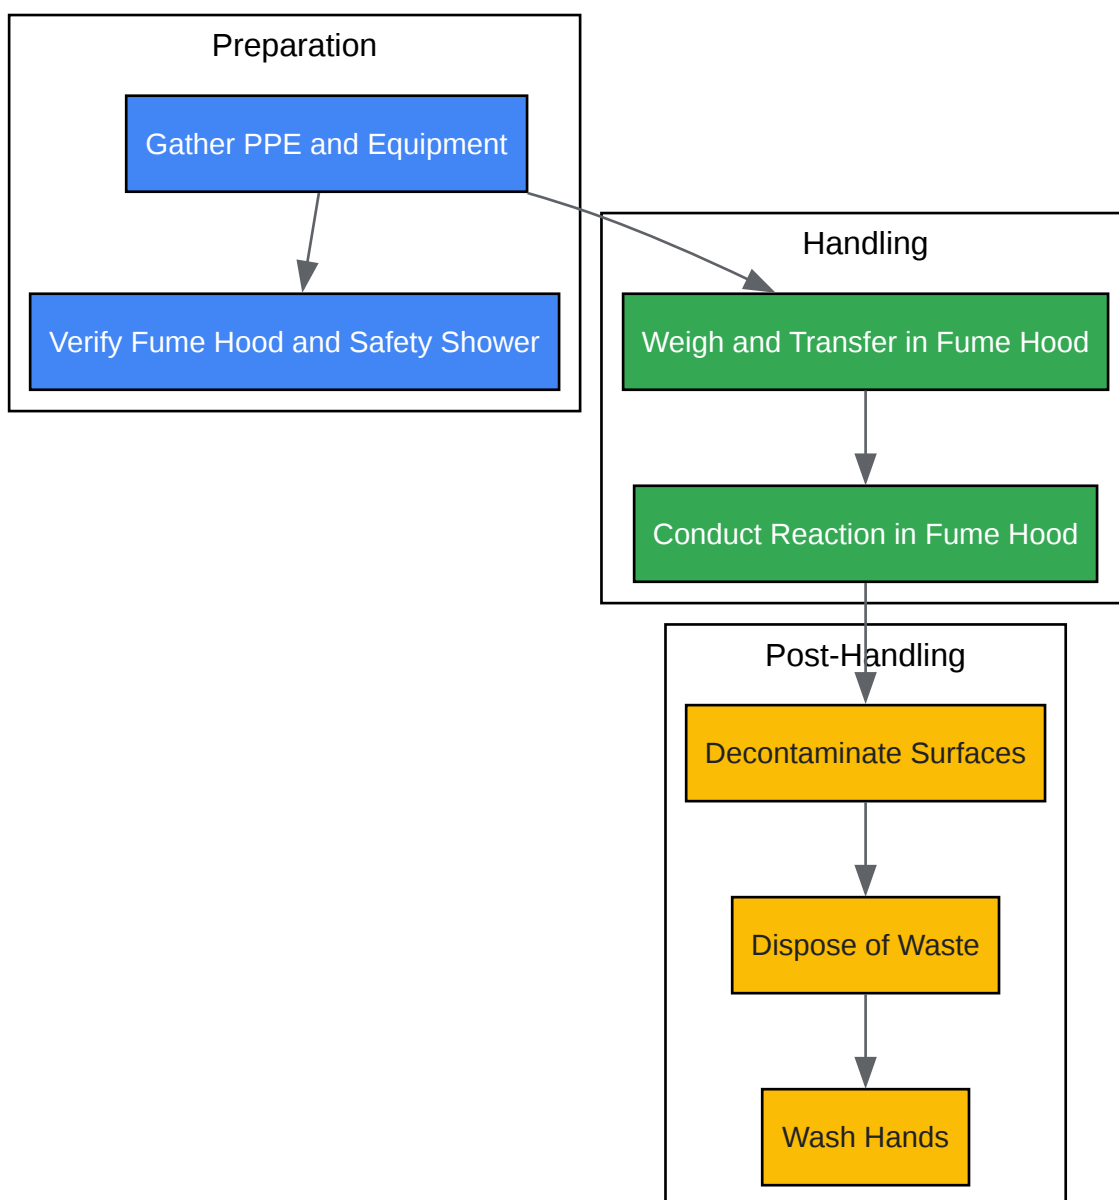 Preparation
Gather PPE and Equipment
Verify Fume Hood and Safety Shower
Handling
Weigh and Transfer in Fume Hood
Conduct Reaction in Fume Hood
Post-Handling
Decontaminate Surfaces
Dispose of Waste
Wash Hands